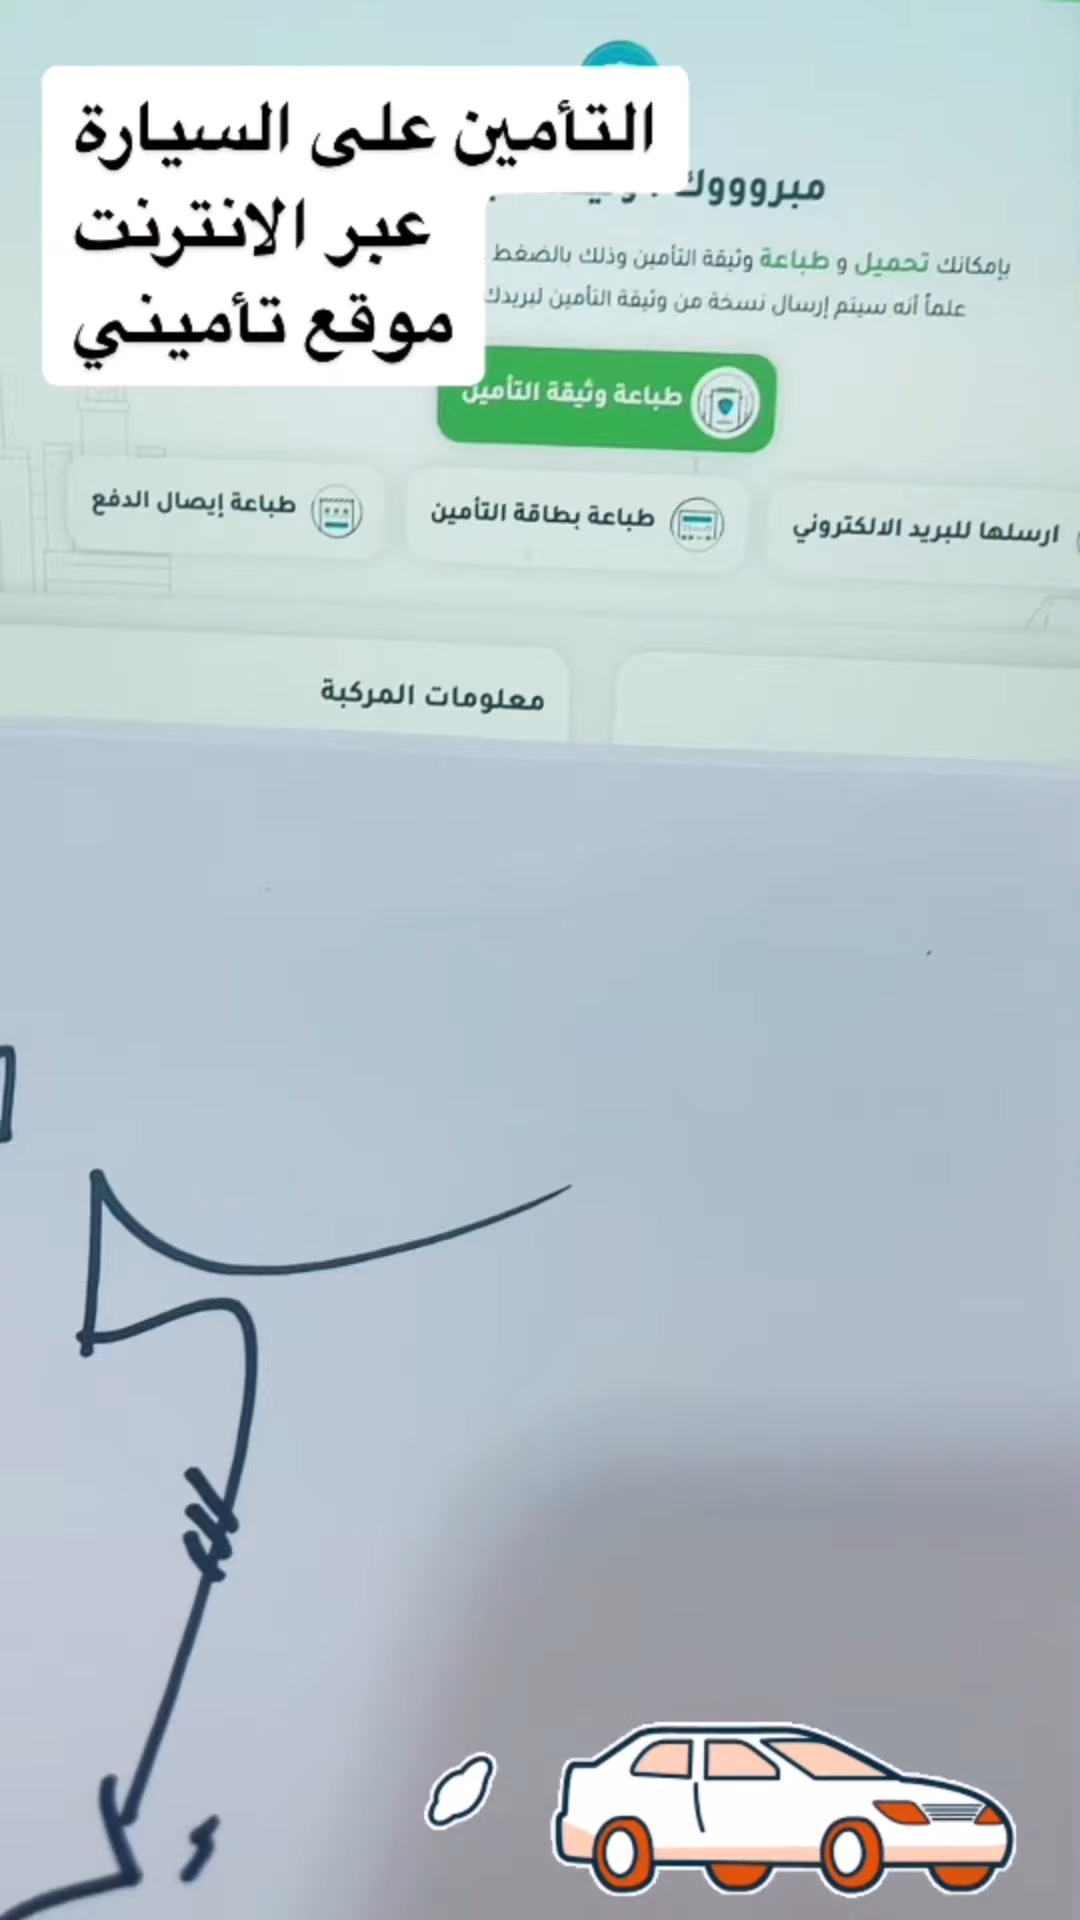 التأمين على السيارة
عبر الانترنت
موقع تأميني
مبروووك
بإمكانك تحميل و طباعة وثيقة التأمين وذلك بالضغط
علماً أنه سيتم إرسال نسخة من وثيقة التأمين لبريدك
طباعة وثيقة التأمين
ارسلها للبريد الالكتروني
طباعة بطاقة التأمين
طباعة إيصال الدفع
معلومات المركبة